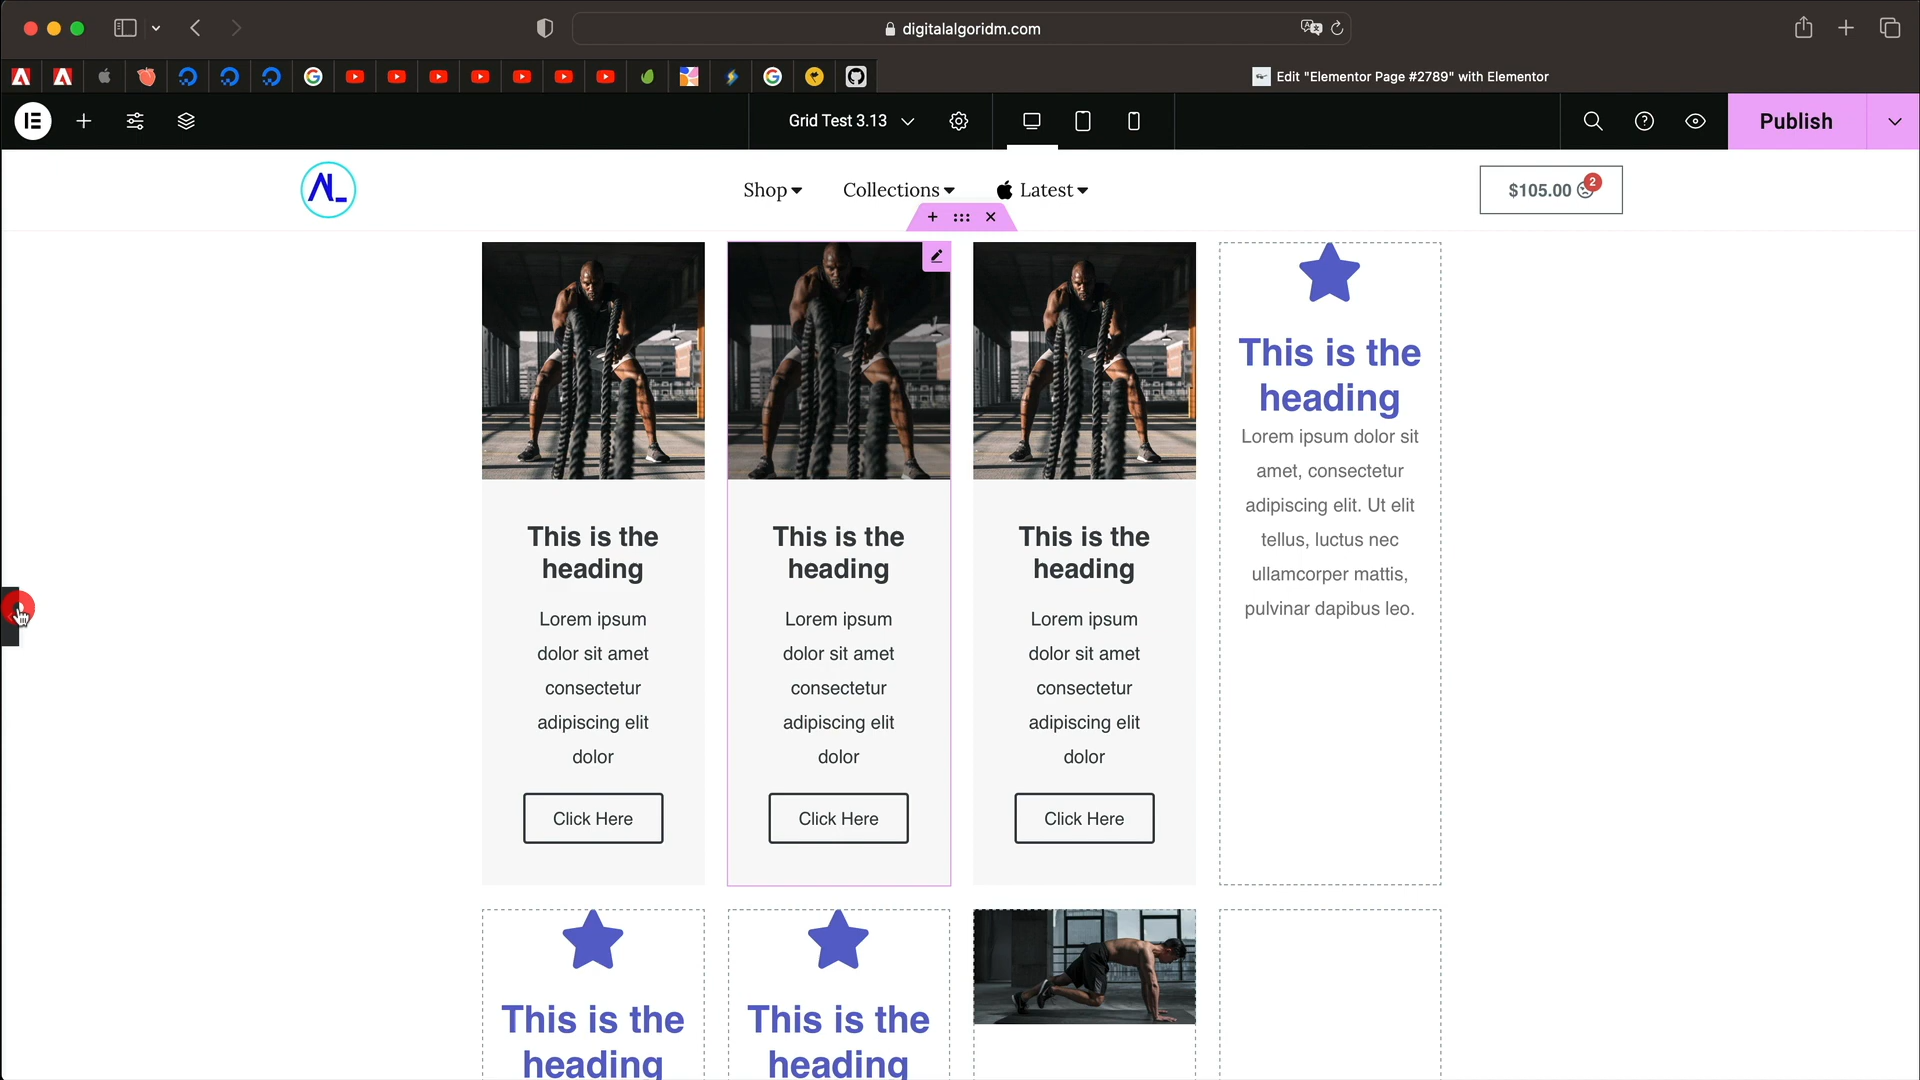 digitalalgoridm.com
Edit "Elementor Page #2789" with Elementor
Grid Test 3.13
Publish
AL_
Shop
Collections
Latest
$105.00
2
This is the
heading
Lorem ipsum
dolor sit amet
consectetur
adipiscing elit
dolor
Click Here
This is the
heading
Lorem ipsum
dolor sit amet
consectetur
adipiscing elit
dolor
Click Here
This is the
heading
Lorem ipsum
dolor sit amet
consectetur
adipiscing elit
dolor
Click Here
This is the
heading
Lorem ipsum dolor sit
amet, consectetur
adipiscing elit. Ut elit
tellus, luctus nec
ullamcorper mattis,
pulvinar dapibus leo.
This is the
heading
This is the
heading